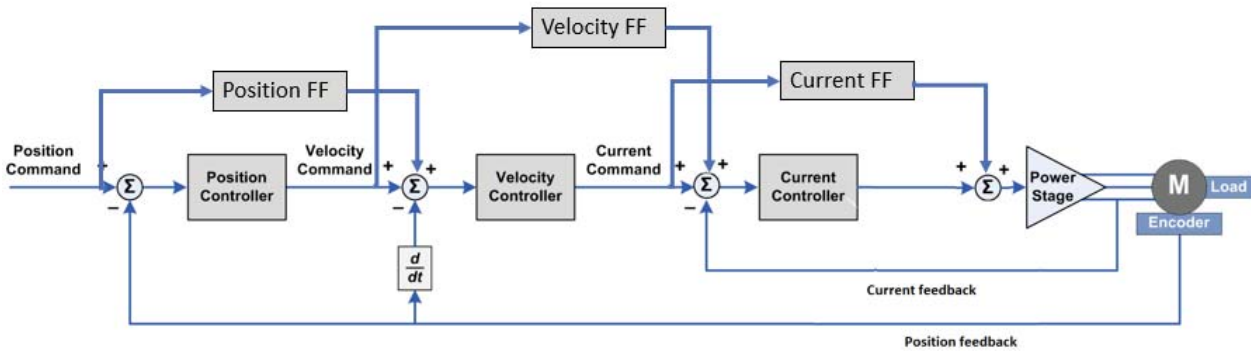 Velocity FF
Position FF
Current FF
Position
Command
+
Σ
−
Position
Controller
Velocity
Command
+
+
Σ
−
Velocity
Controller
Current
Command
+
+
Σ
−
Current
Controller
+
+
Σ
Power
Stage
M
Load
Encoder
d
dt
Current feedback
Position feedback